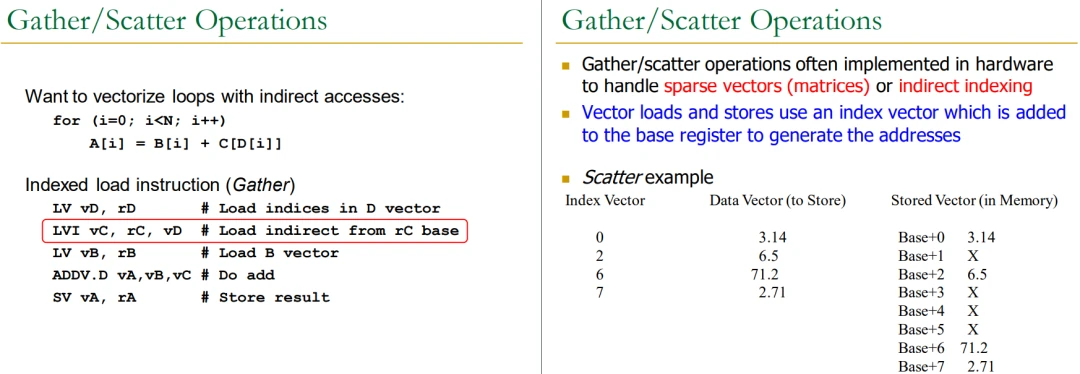 Gather/Scatter Operations
Want to vectorize loops with indirect accesses:
for (i=0; i<N; i++)
A[i] = B[i] + C[D[i]]
Indexed load instruction (Gather)
LV vD, rD # Load indices in D vector
LVI vC, rC, vD # Load indirect from rC base
LV vB, rB # Load B vector
ADDV.D vA,vB,vC # Do add
SV vA, rA # Store result
Gather/Scatter Operations
Gather/scatter operations often implemented in hardware
to handle sparse vectors (matrices) or indirect indexing
Vector loads and stores use an index vector which is added
to the base register to generate the addresses
Scatter example
Index Vector Data Vector (to Store) Stored Vector (in Memory)
0 3.14 Base+0 3.14
2 6.5 Base+1 X
6 71.2 Base+2 6.5
7 2.71 Base+3 X
Base+4 X
Base+5 X
Base+6 71.2
Base+7 2.71